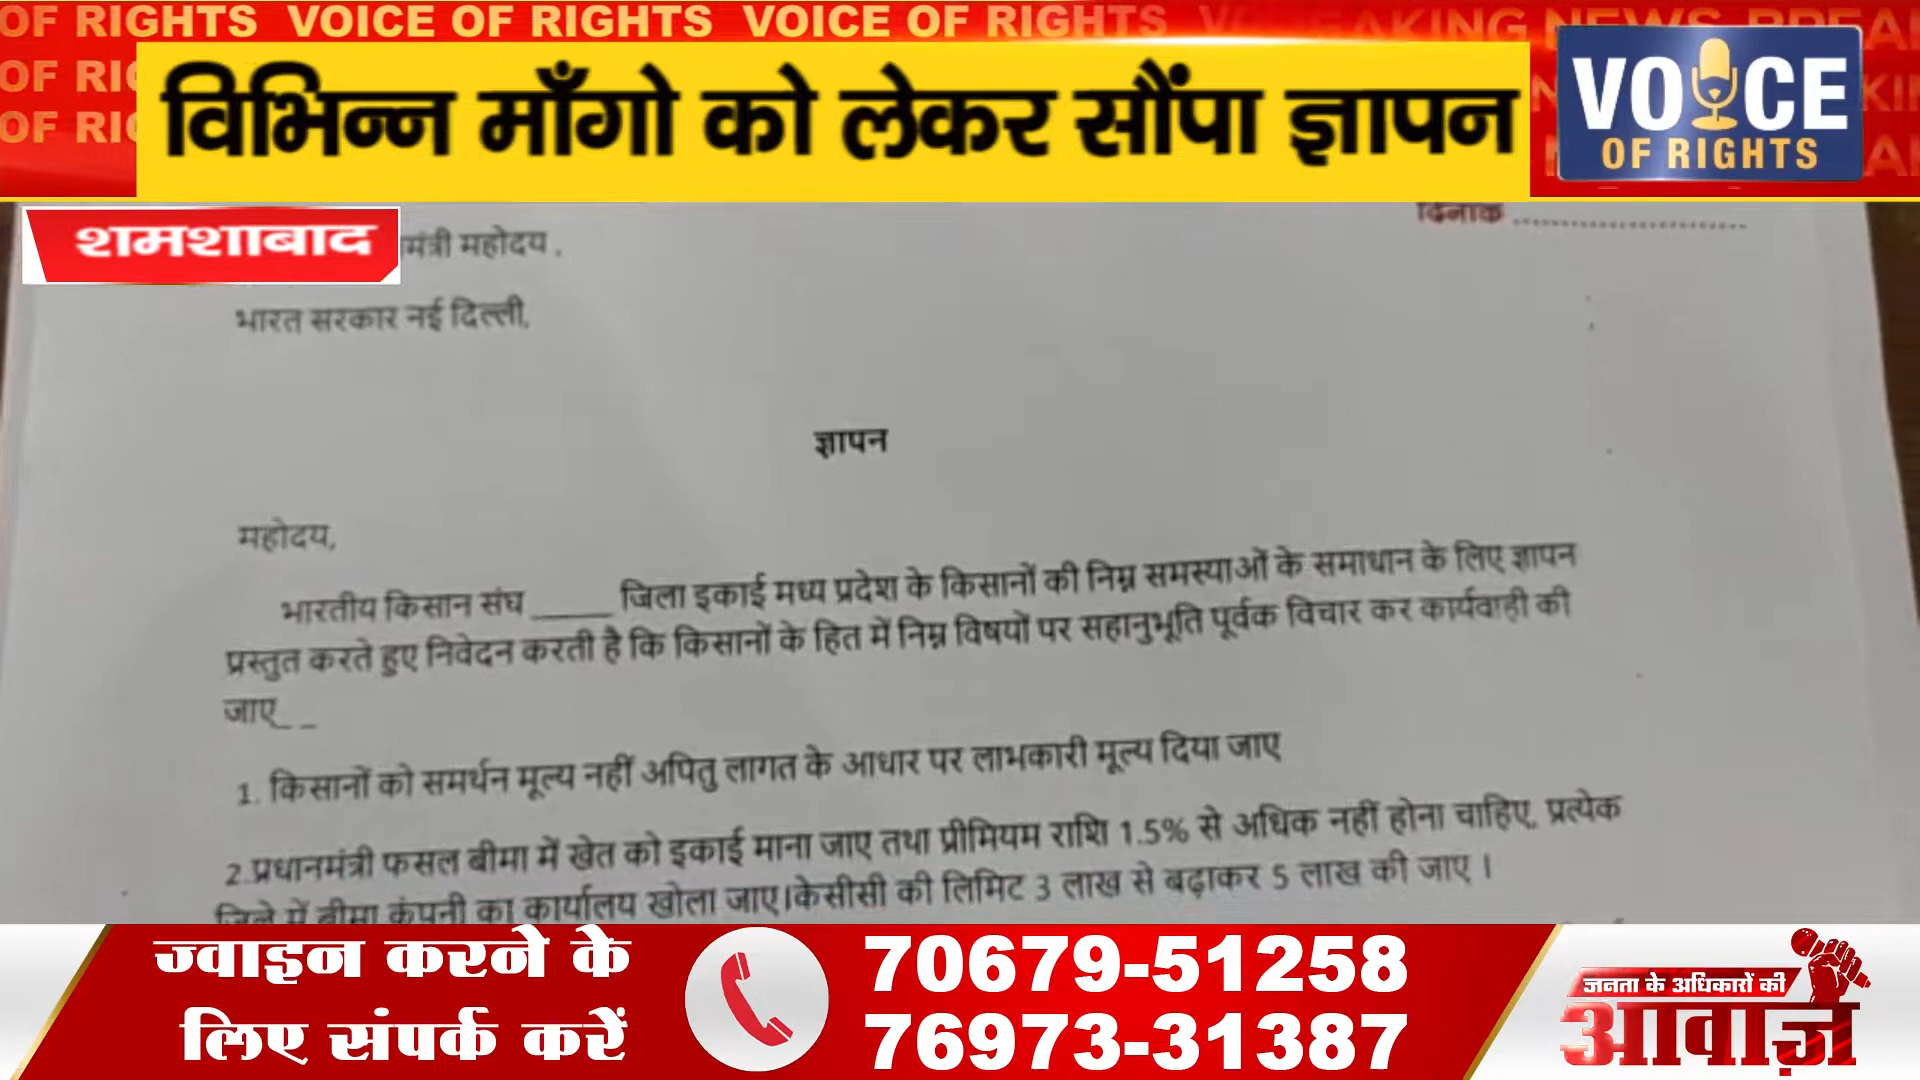 OF RIGHTS VOICE OF RIGHTS VOICE OF RIGHTS
विभिन्न माँगो को लेकर सौंपा ज्ञापन
VOICE
OF RIGHTS
शमशाबाद
दिनांक
मंत्री महोदय ,
भारत सरकार नई दिल्ली,
ज्ञापन
महोदय,
भारतीय किसान संघ _____ जिला इकाई मध्य प्रदेश के किसानों की निम्न समस्याओं के समाधान के लिए ज्ञापन
प्रस्तुत करते हुए निवेदन करती है कि किसानों के हित में निम्न विषयों पर सहानुभूति पूर्वक विचार कर कार्यवाही की
जाए_ _
1. किसानों को समर्थन मूल्य नहीं अपितु लागत के आधार पर लाभकारी मूल्य दिया जाए
2.प्रधानमंत्री फसल बीमा में खेत को इकाई माना जाए तथा प्रीमियम राशि 1.5% से अधिक नहीं होना चाहिए, प्रत्येक
जिले में बीमा कंपनी का कार्यालय खोला जाए।केसीसी की लिमिट 3 लाख से बढ़ाकर 5 लाख की जाए ।
ज्वाइन करने के
लिए संपर्क करें
70679-51258
76973-31387
जनता के अधिकारों की
आवाज़